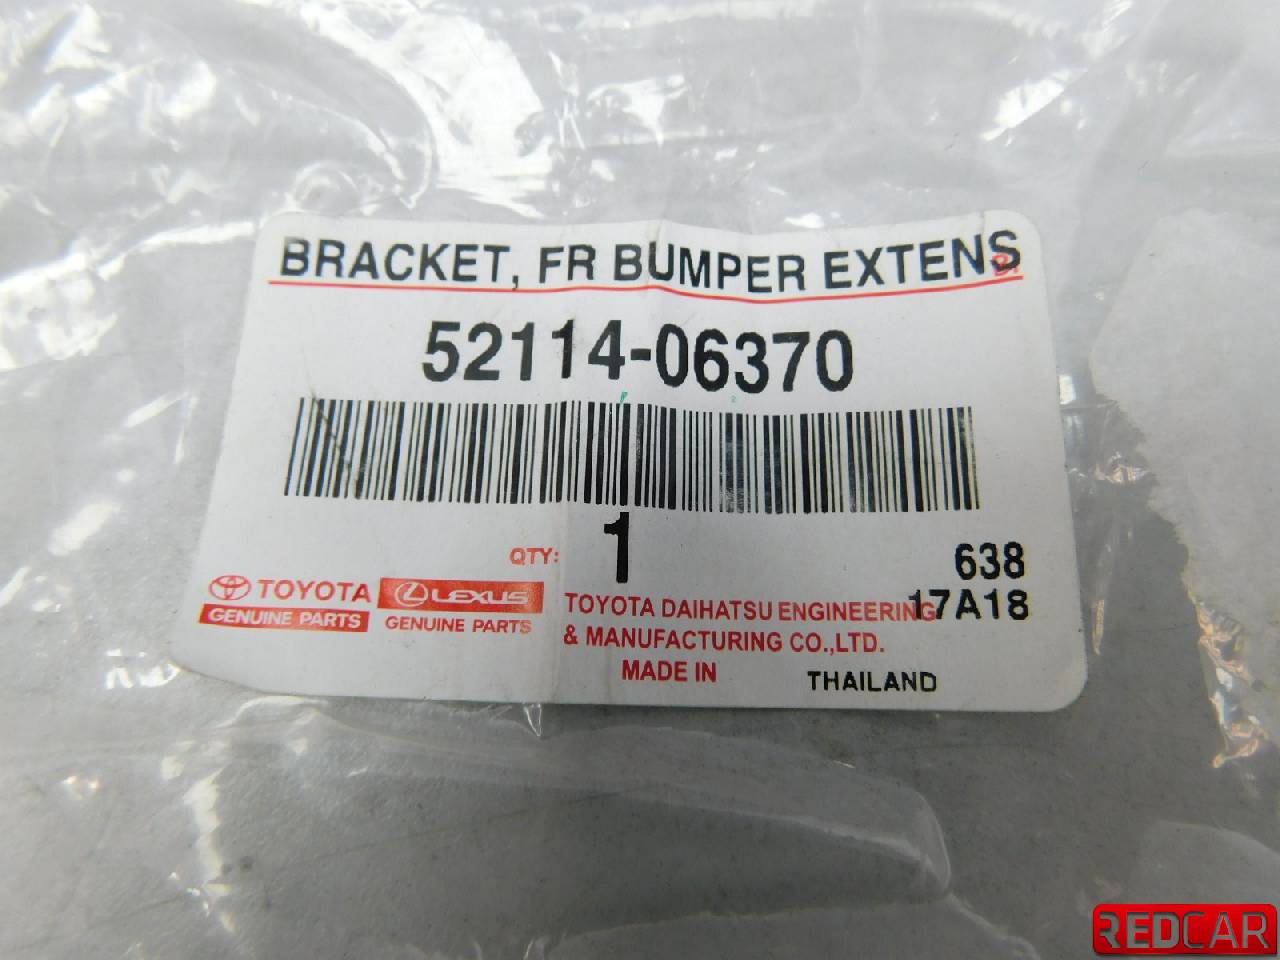 BRACKET, FR BUMPER EXTENS
52114-06370
QTY: 1
638
17A18
TOYOTA
GENUINE PARTS
LEXUS
GENUINE PARTS
TOYOTA DAIHATSU ENGINEERING
& MANUFACTURING CO.,LTD.
MADE IN THAILAND
REDCAR